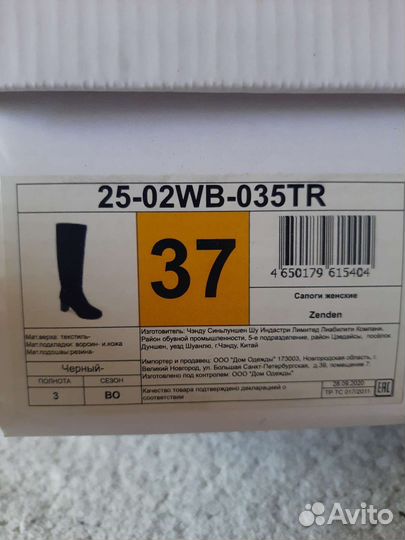 25-02WB-035TR
37
4 650179 615404
Сапоги женские
Zenden
Мат.верха: текстиль-
Мат.подкладки: ворсин- и.кожа
Мат.подошвы:резина-
Изготовитель: Чэнду Синьлуншен Шу Индастри Лимитед Лиабилити Компани.
Район обувной промышленности, 5-е подразделение, район Цзведайсы, посёлок
Дуншен, уезд Шуанлю, г.Чэнду, Китай
Черный-
Импортер и продавец: ООО "Дом Одежды" 173003, Новгородская область, г.
Великий Новгород, ул. Большая Санкт-Петербургская, д.39, помещение 7.
Изготовлено под контролем: ООО "Дом Одежды"
ПОЛНОТА СЕЗОН
3 ВО
Качество товара подтверждено декларацией о
соответствии
28.09.2020
ТР ТС 017/2011
EAC
Avito